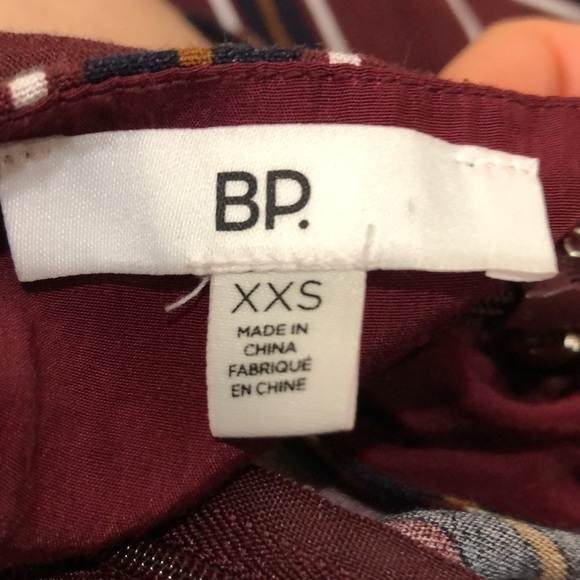 BP.
XXS
MADE IN
CHINA
FABRIQUÉ
EN CHINE